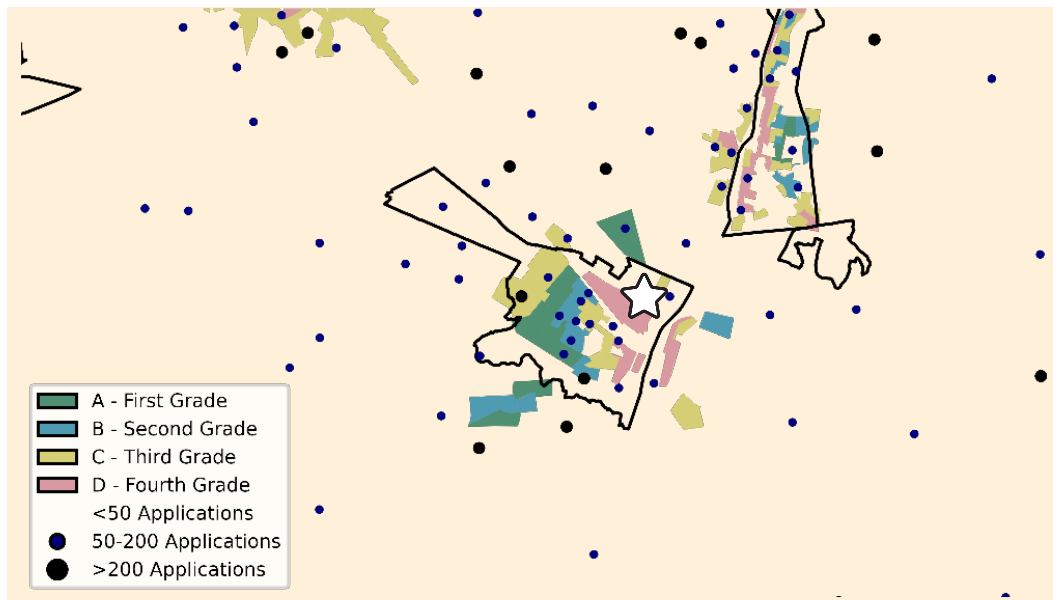 A - First Grade
B - Second Grade
C - Third Grade
D - Fourth Grade
<50 Applications
50-200 Applications
>200 Applications